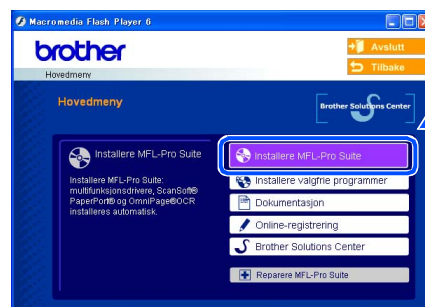 Macromedia Flash Player 6
brother
Avslutt
Tilbake
Hovedmeny
Hovedmeny
Brother Solutions Center
Installere MFL-Pro Suite
Installere MFL-Pro Suite:
multifunksjonsdrivere, ScanSoft®
PaperPort® og OmniPage®OCR
installeres automatisk.
Installere MFL-Pro Suite
Installere valgfrie programmer
Dokumentasjon
Online-registrering
Brother Solutions Center
Reparere MFL-Pro Suite